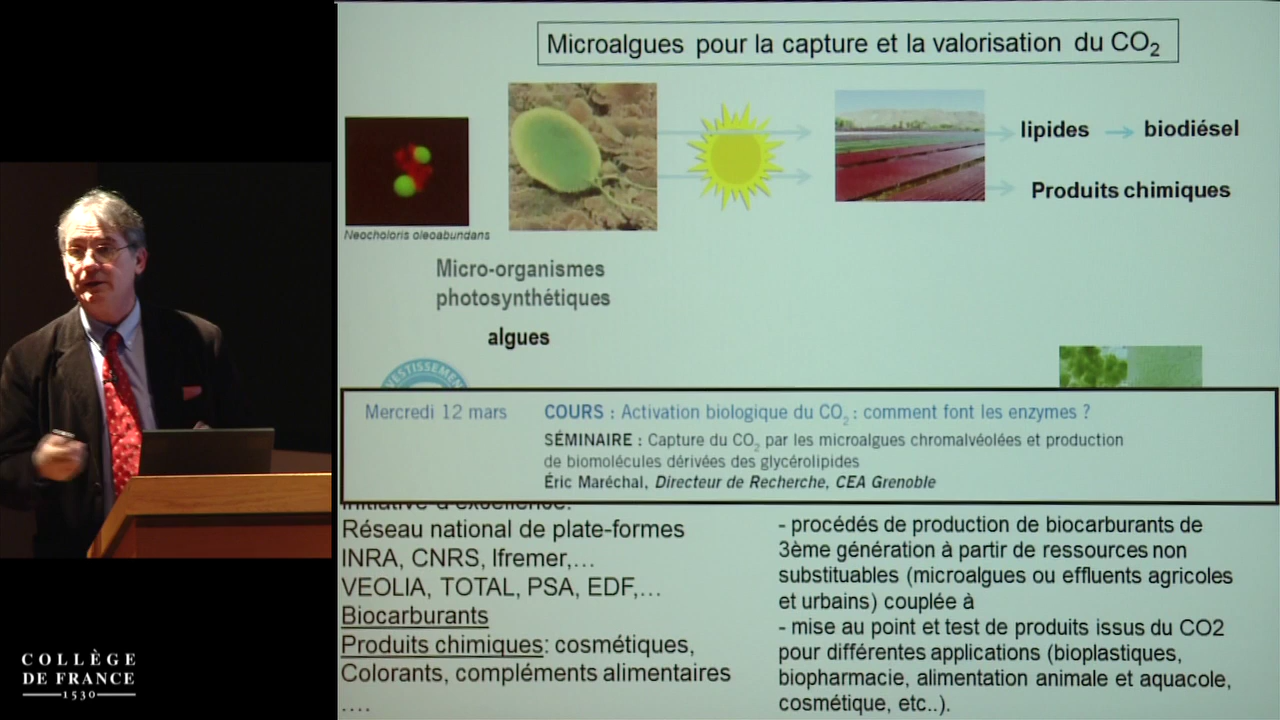 Microalgues pour la capture et la valorisation du CO2
lipides
biodiésel
Produits chimiques
Neocholoris oleoabundans
Micro-organismes
photosynthétiques
algues
VESTISSEMEN
Mercredi 12 mars
COURS : Activation biologique du CO2 : comment font les enzymes ?
SÉMINAIRE : Capture du CO2 par les microalgues chromalvéolées et production
de biomolécules dérivées des glycérolipides
Éric Maréchal, Directeur de Recherche, CEA Grenoble
Initiative d'excellence:
Réseau national de plate-formes
INRA, CNRS, Ifremer,...
VEOLIA, TOTAL, PSA, EDF,...
Biocarburants
Produits chimiques: cosmétiques,
Colorants, compléments alimentaires
....
- procédés de production de biocarburants de
3ème génération à partir de ressources non
substituables (microalgues ou effluents agricoles
et urbains) couplée à
- mise au point et test de produits issus du CO2
pour différentes applications (bioplastiques,
biopharmacie, alimentation animale et aquacole,
cosmétique, etc..).
COLLÈGE
DE FRANCE
1530